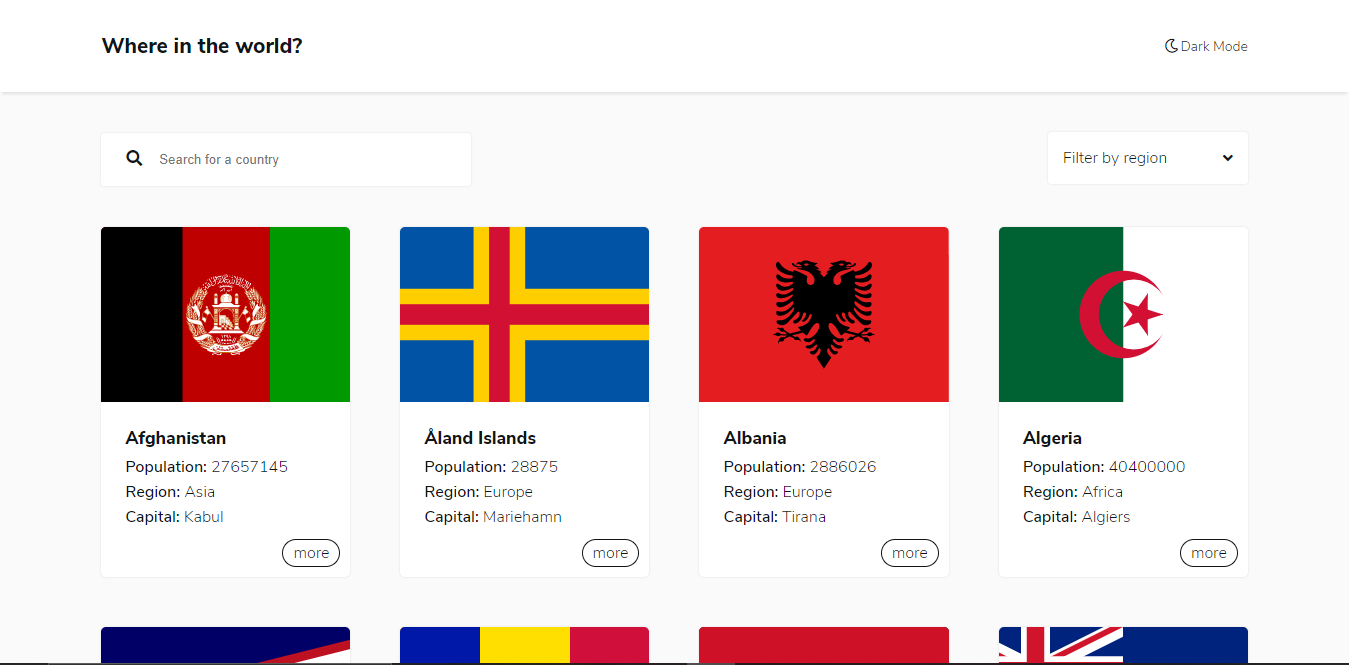 Where in the world?
Dark Mode
Search for a country
Filter by region
Afghanistan
Population: 27657145
Region: Asia
Capital: Kabul
more
Åland Islands
Population: 28875
Region: Europe
Capital: Mariehamn
more
Albania
Population: 2886026
Region: Europe
Capital: Tirana
more
Algeria
Population: 40400000
Region: Africa
Capital: Algiers
more